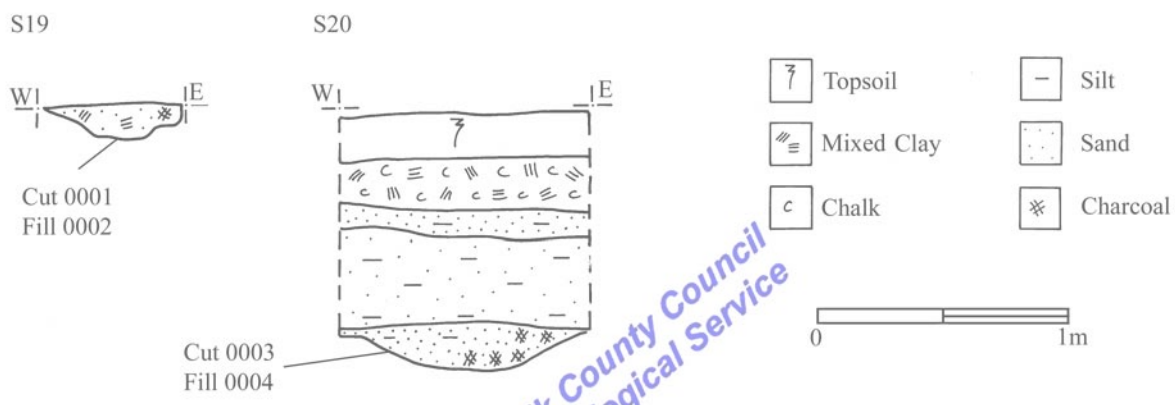 S19
S20
W E
W E
Cut 0001
Fill 0002
Cut 0003
Fill 0004
Topsoil
Mixed Clay
Chalk
Silt
Sand
Charcoal
0 1m
County Council
Service